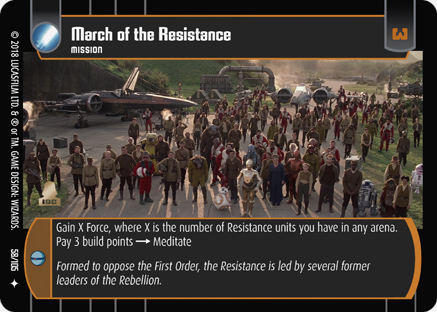 March of the Resistance
MISSION
3
© 2018 LUCASFILM LTD. & ® or TM. GAME DESIGN: WIZARDS.
58/105
Gain X Force, where X is the number of Resistance units you have in any arena.
Pay 3 build points → Meditate
Formed to oppose the First Order, the Resistance is led by several former
leaders of the Rebellion.